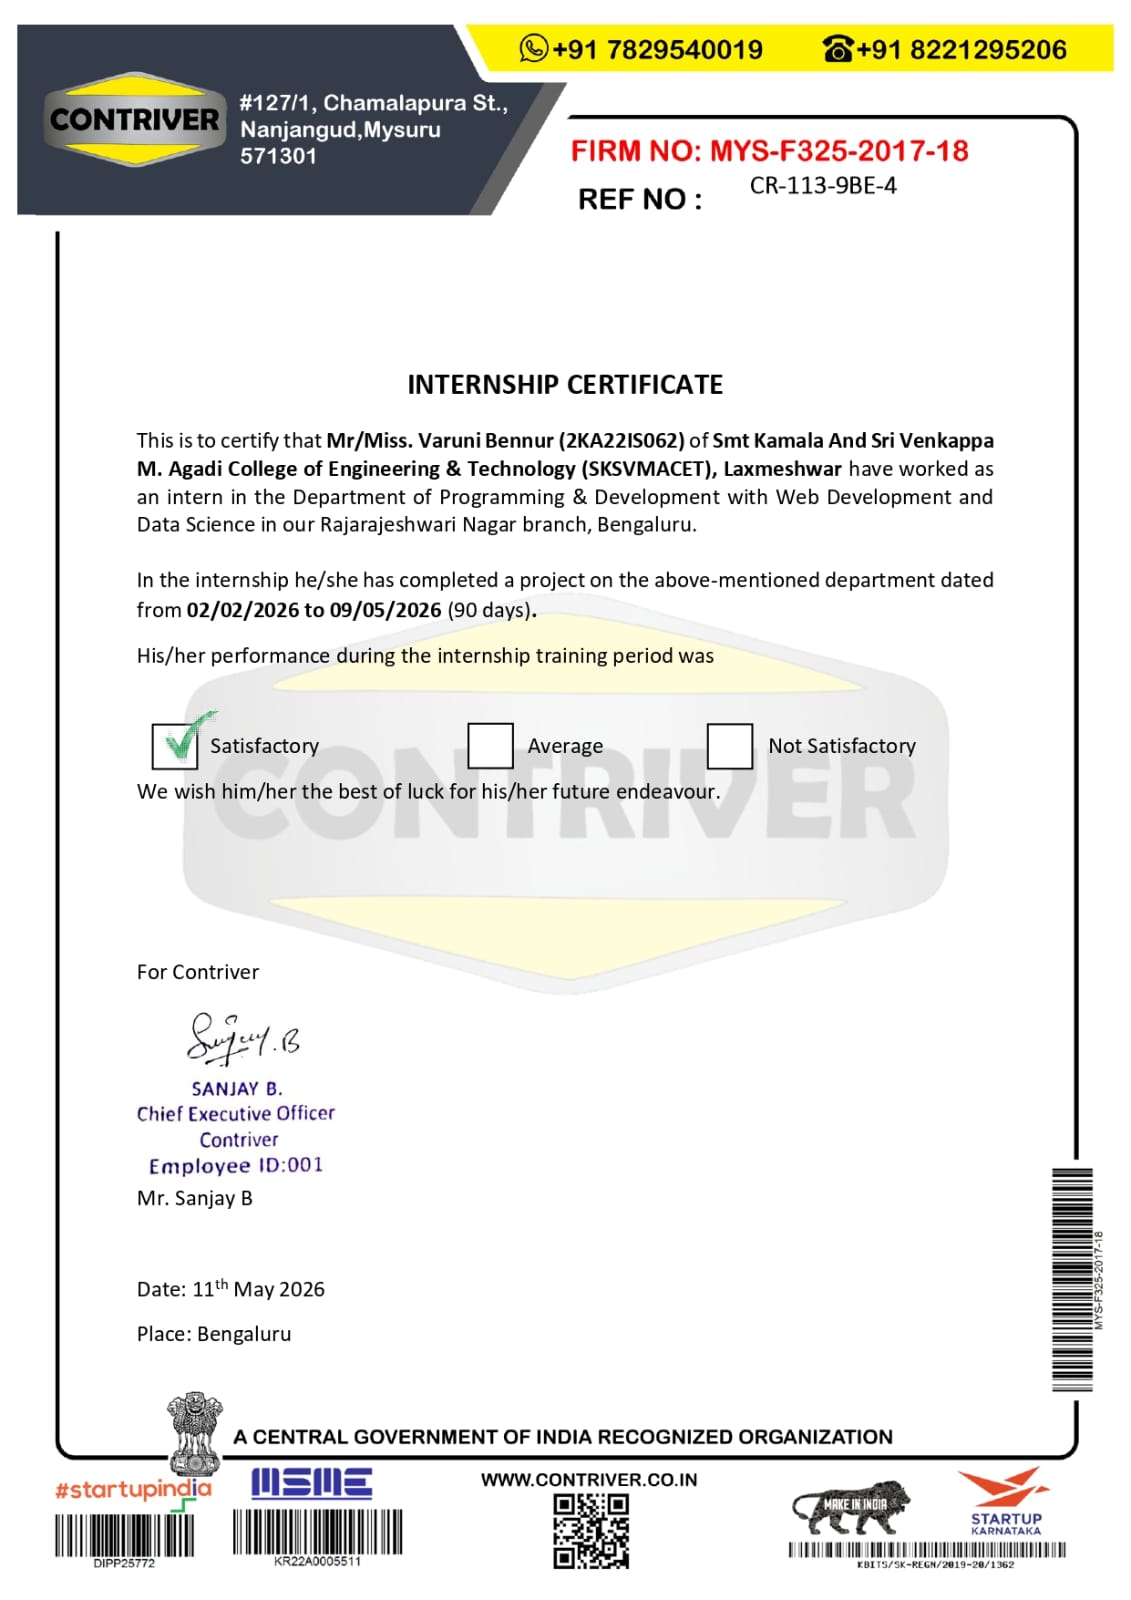 +91 7829540019 +91 8221295206
CONTRIVER
#127/1, Chamalapura St.,
Nanjangud,Mysuru
571301
FIRM NO: MYS-F325-2017-18
REF NO : CR-113-9BE-4
INTERNSHIP CERTIFICATE
This is to certify that Mr/Miss. Varuni Bennur (2KA22IS062) of Smt Kamala And Sri Venkappa
M. Agadi College of Engineering & Technology (SKSVMACET), Laxmeshwar have worked as
an intern in the Department of Programming & Development with Web Development and
Data Science in our Rajarajeshwari Nagar branch, Bengaluru.
In the internship he/she has completed a project on the above-mentioned department dated
from 02/02/2026 to 09/05/2026 (90 days).
His/her performance during the internship training period was
Satisfactory Average Not Satisfactory
CONTRIVER
We wish him/her the best of luck for his/her future endeavour.
For Contriver
Sanjay.B
SANJAY B.
Chief Executive Officer
Contriver
Employee ID:001
Mr. Sanjay B
Date: 11th May 2026
Place: Bengaluru
MYS-F325-2017-18
A CENTRAL GOVERNMENT OF INDIA RECOGNIZED ORGANIZATION
#startupindia
DIPP25772
MSME
KR22A0005511
WWW.CONTRIVER.CO.IN
MAKE IN INDIA
STARTUP
KARNATAKA
KBITS/SK-REGN/2019-20/1362